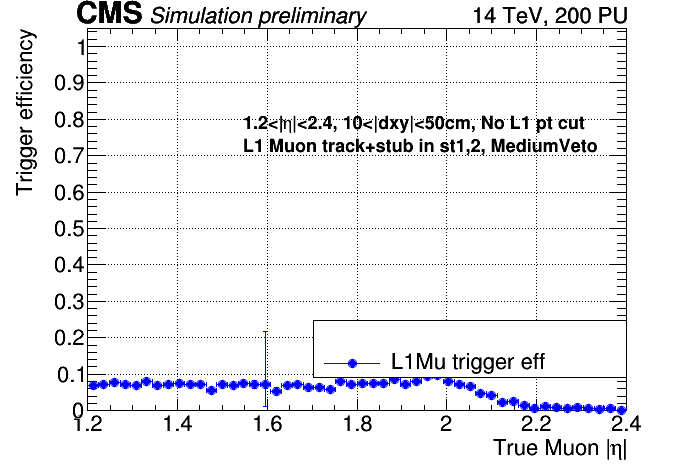 CMS Simulation preliminary 14 TeV, 200 PU
Trigger efficiency
1
0.9
0.8
1.2<|η|<2.4, 10<|dxy|<50cm, No L1 pt cut
0.7
L1 Muon track+stub in st1,2, MediumVeto
0.6
0.5
0.4
0.3
0.2
L1Mu trigger eff
0.1
0
1.2 1.4 1.6 1.8 2.0 2.2 2.4
True Muon |η|